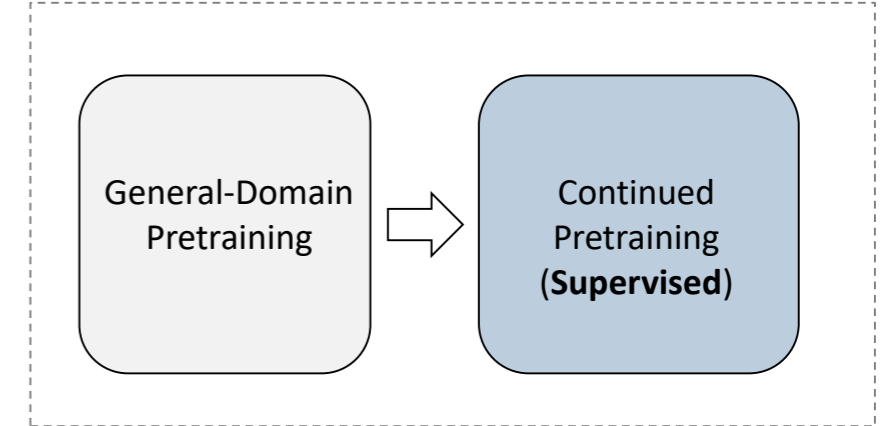 General-Domain
Pretraining
Continued
Pretraining
(Supervised)